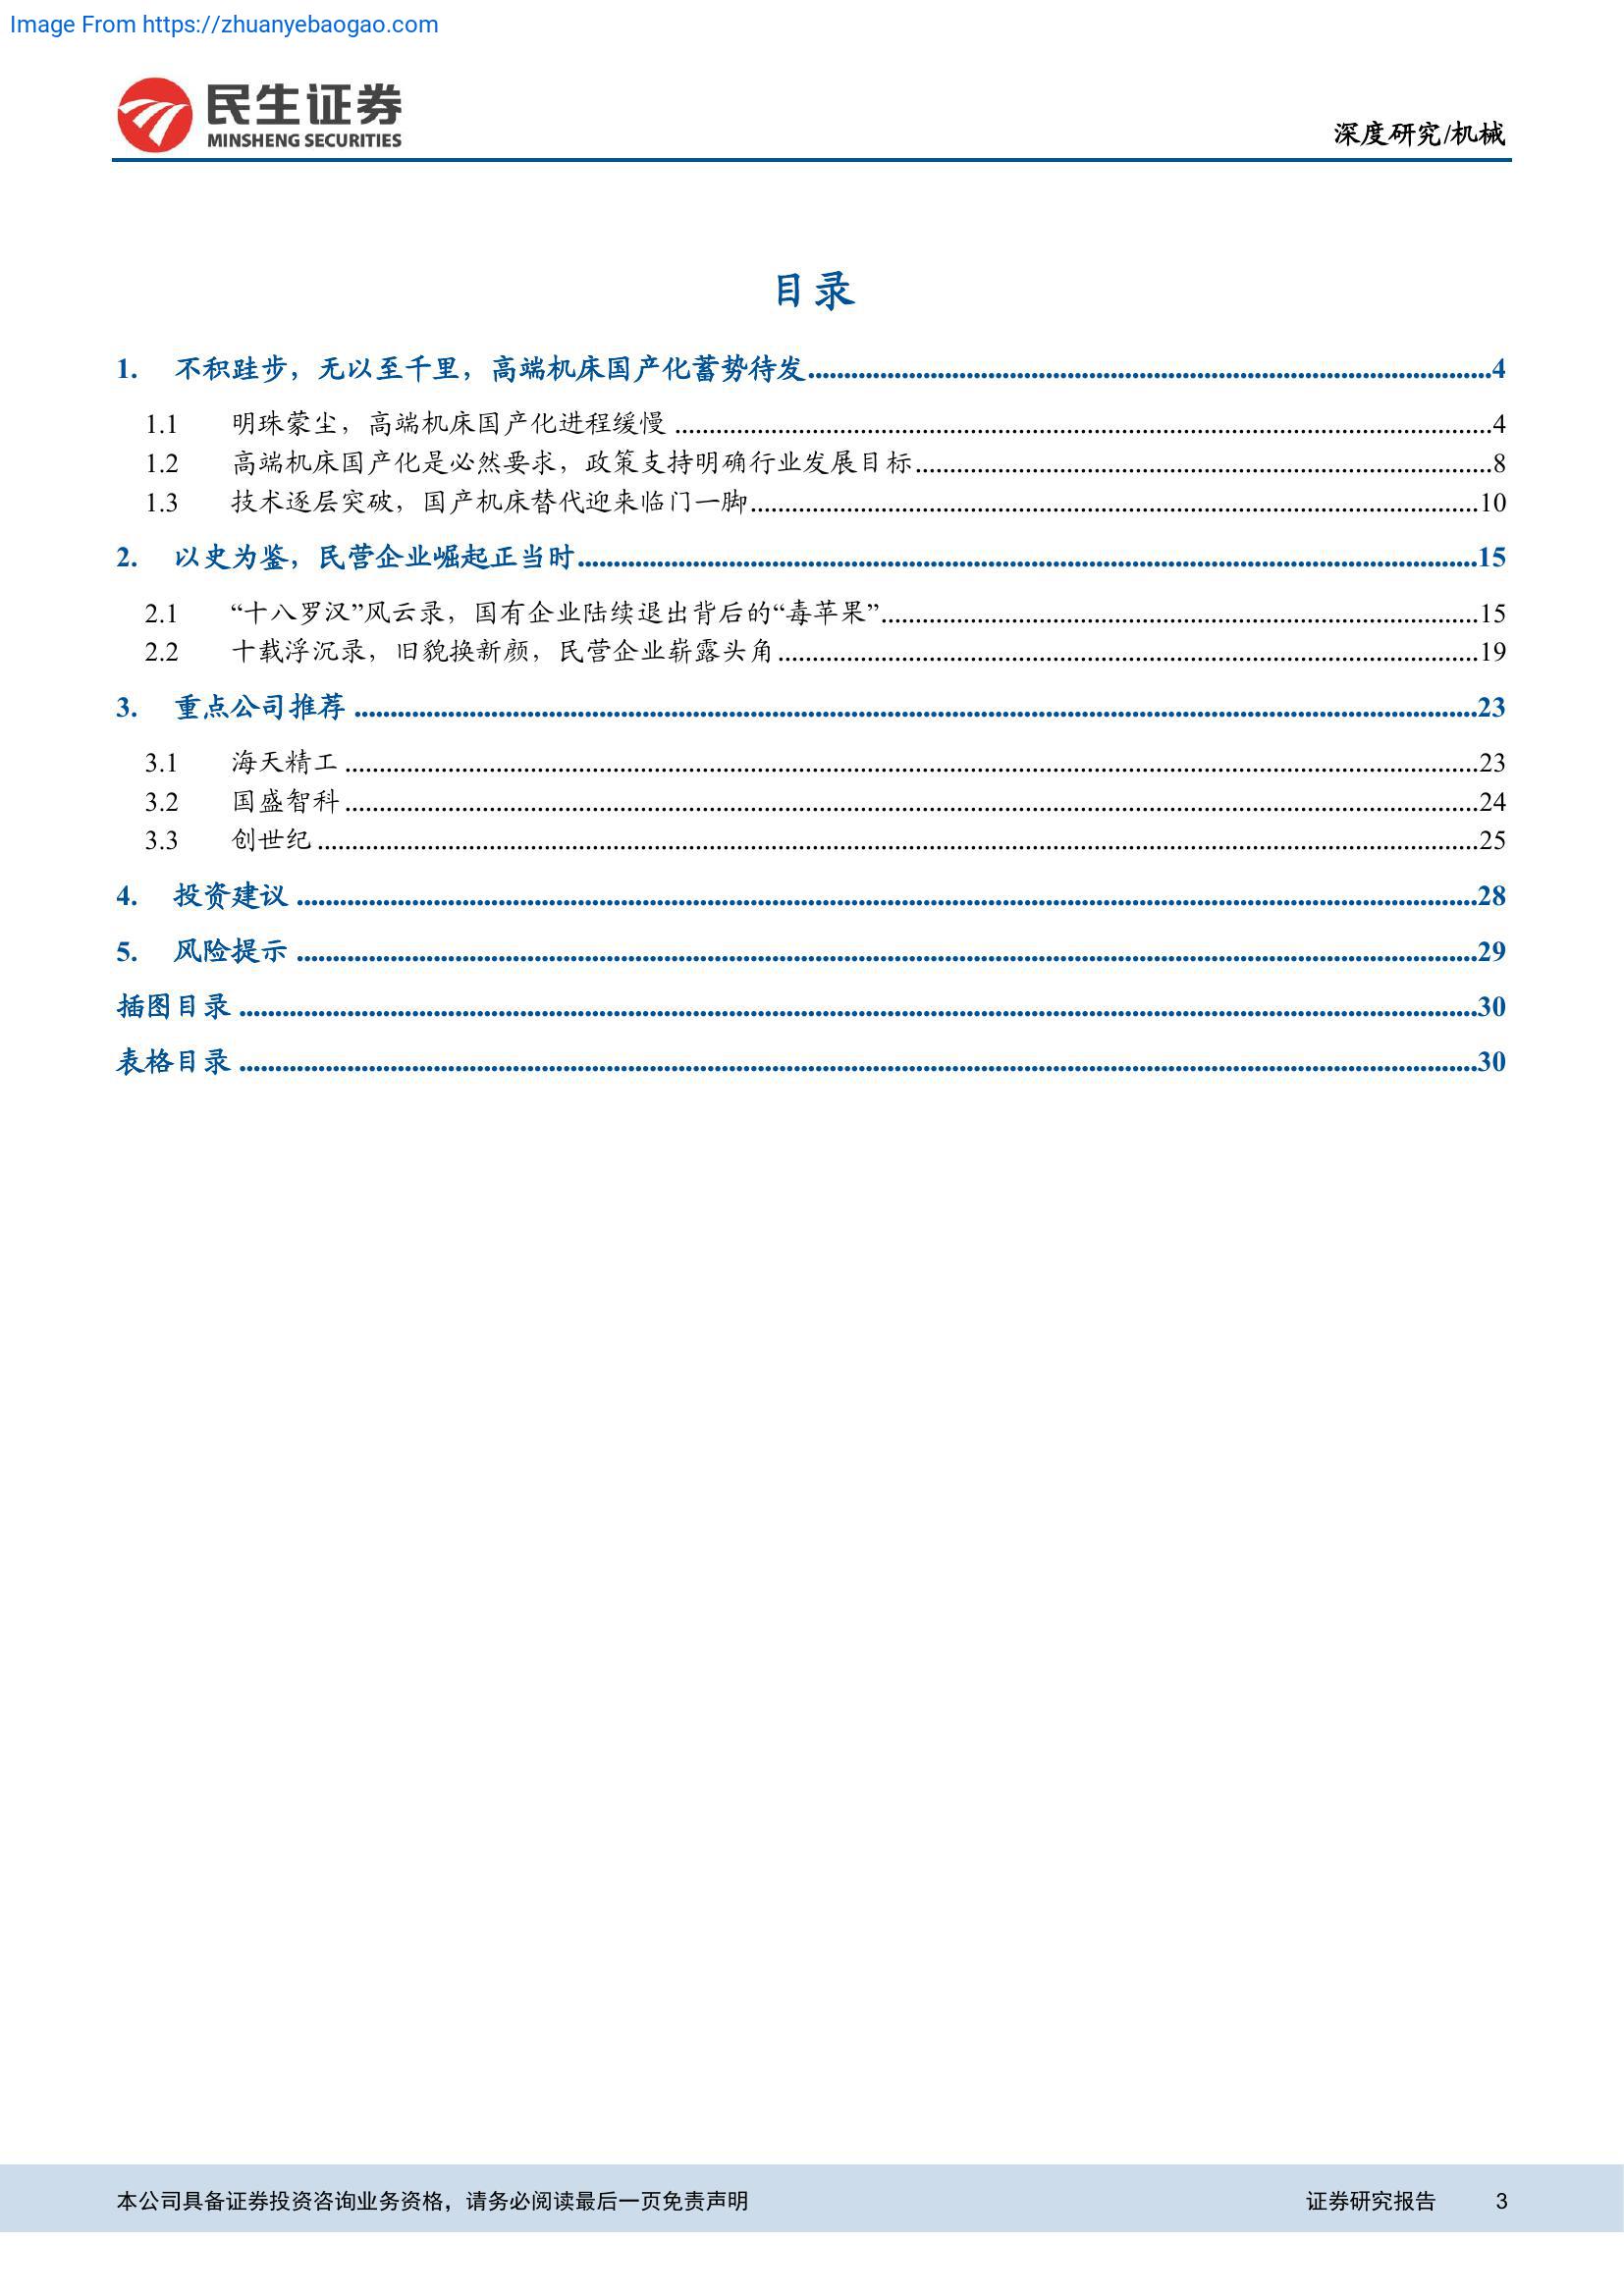 Image From https://zhuanyebaogao.com
民生证券
MINSHENG SECURITIES
深度研究/机械
目录
1. 不积跬步，无以至千里，高端机床国产化蓄势待发 4
1.1 明珠蒙尘，高端机床国产化进程缓慢 4
1.2 高端机床国产化是必然要求，政策支持明确行业发展目标 8
1.3 技术逐层突破，国产机床替代迎来临门一脚 10
2. 以史为鉴，民营企业崛起正当时 15
2.1 “十八罗汉”风云录，国有企业陆续退出背后的“毒苹果” 15
2.2 十载浮沉录，旧貌换新颜，民营企业崭露头角 19
3. 重点公司推荐 23
3.1 海天精工 23
3.2 国盛智科 24
3.3 创世纪 25
4. 投资建议 28
5. 风险提示 29
插图目录 30
表格目录 30
本公司具备证券投资咨询业务资格，请务必阅读最后一页免责声明 证券研究报告 3